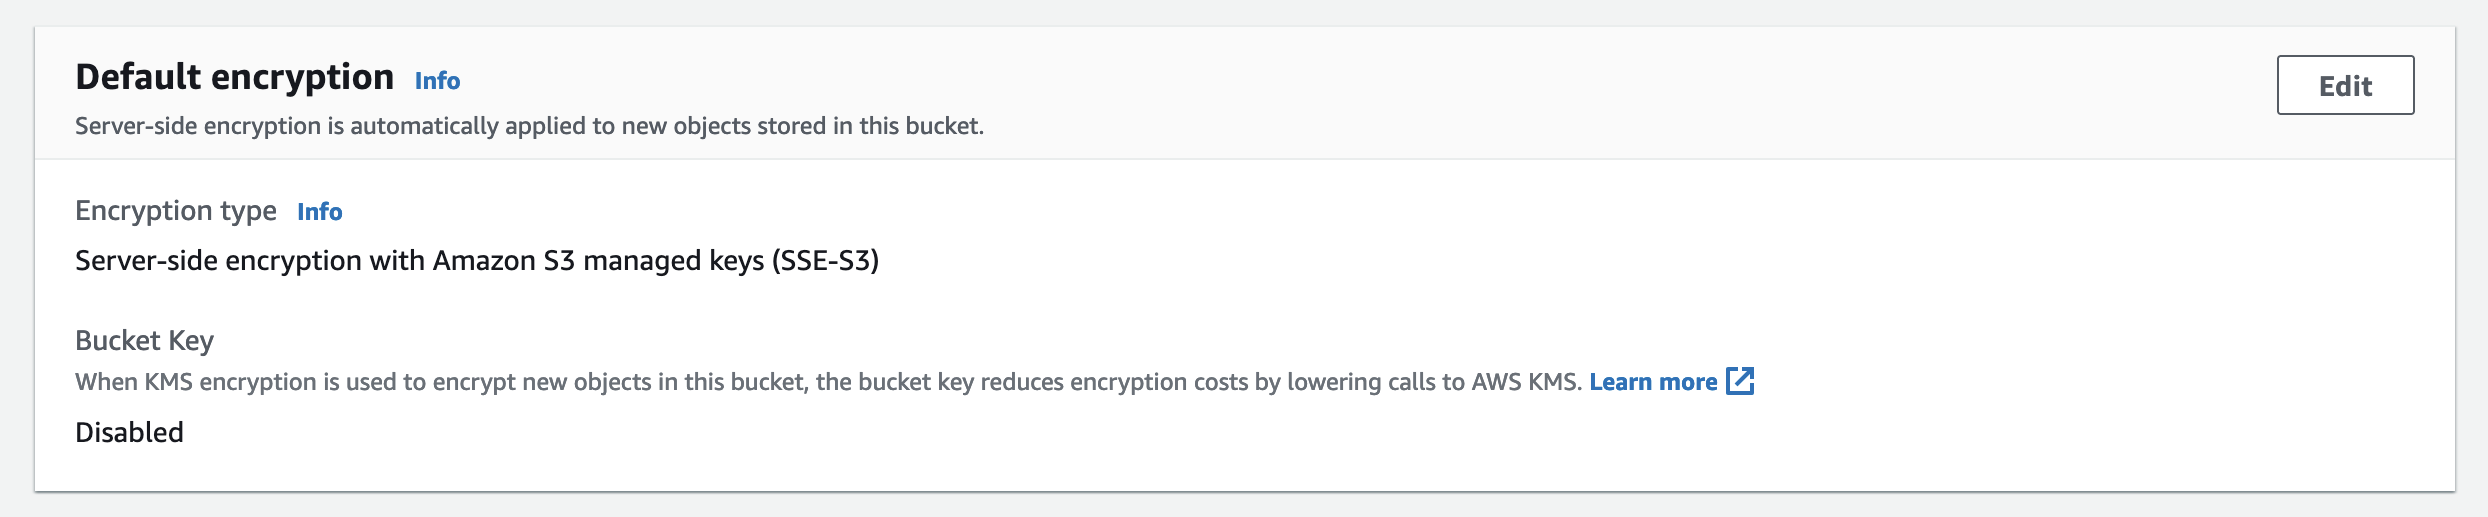 Default encryption Info
Edit
Server-side encryption is automatically applied to new objects stored in this bucket.
Encryption type Info
Server-side encryption with Amazon S3 managed keys (SSE-S3)
Bucket Key
When KMS encryption is used to encrypt new objects in this bucket, the bucket key reduces encryption costs by lowering calls to AWS KMS. Learn more
Disabled